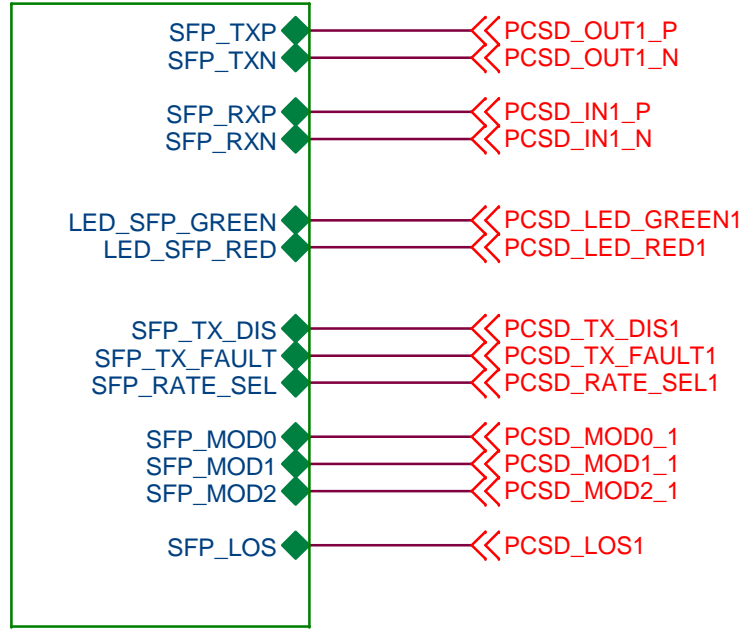 SFP_TXP PCSD_OUT1_P
SFP_TXN PCSD_OUT1_N
SFP_RXP PCSD_IN1_P
SFP_RXN PCSD_IN1_N
LED_SFP_GREEN PCSD_LED_GREEN1
LED_SFP_RED PCSD_LED_RED1
SFP_TX_DIS PCSD_TX_DIS1
SFP_TX_FAULT PCSD_TX_FAULT1
SFP_RATE_SEL PCSD_RATE_SEL1
SFP_MOD0 PCSD_MOD0_1
SFP_MOD1 PCSD_MOD1_1
SFP_MOD2 PCSD_MOD2_1
SFP_LOS PCSD_LOS1